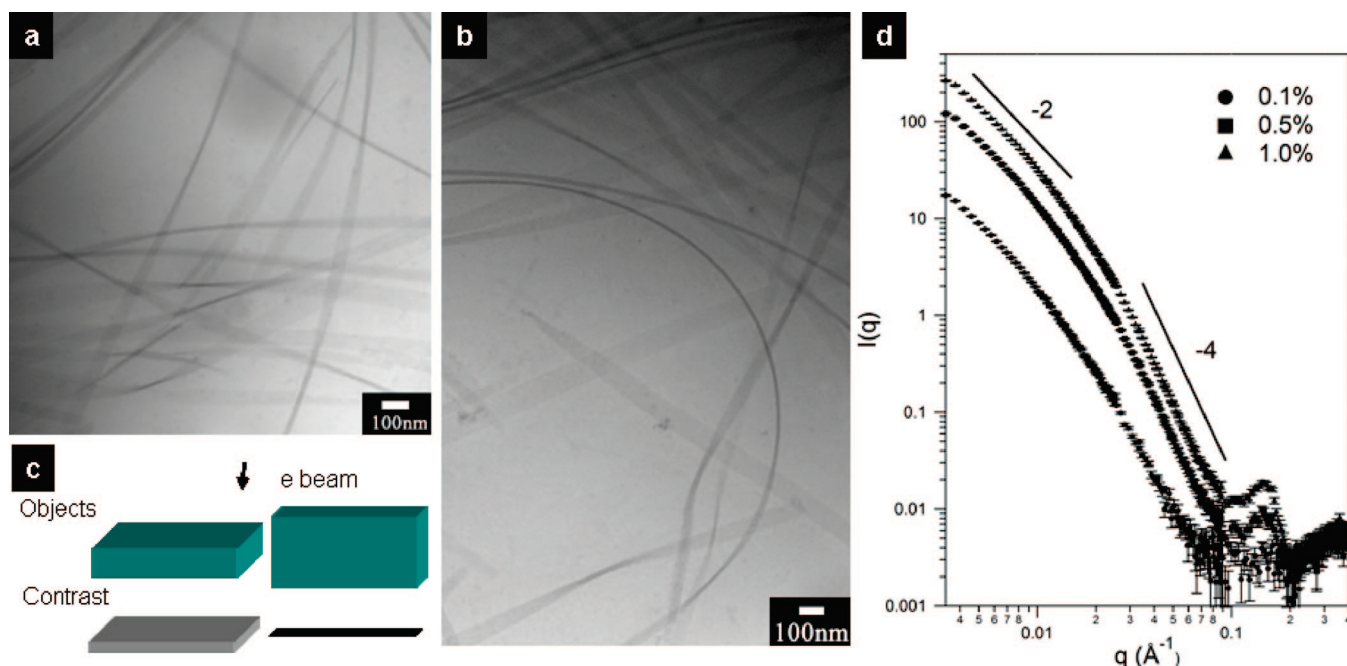 a
100nm
b
100nm
c
e beam
Objects
Contrast
d
-2
0.1%
0.5%
1.0%
-4
I(q)
100
10
1
0.1
0.01
0.001
4 5 6 7 8 0.01 2 3 4 5 6 7 8 0.1 2 3 4
q (Å⁻¹)